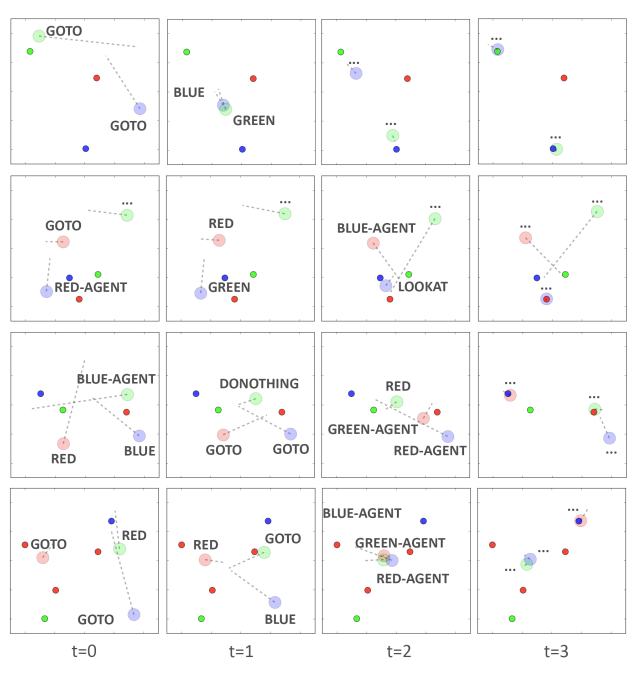 GOTO
GOTO
BLUE
GREEN
...
...
...
...
GOTO
...
RED-AGENT
RED
...
GREEN
BLUE-AGENT
...
LOOKAT
...
...
...
BLUE-AGENT
RED
BLUE
DONOTHING
GOTO
GOTO
RED
GREEN-AGENT
RED-AGENT
...
...
...
GOTO
RED
GOTO
RED
GOTO
BLUE
BLUE-AGENT
GREEN-AGENT
RED-AGENT
...
...
...
t=0
t=1
t=2
t=3